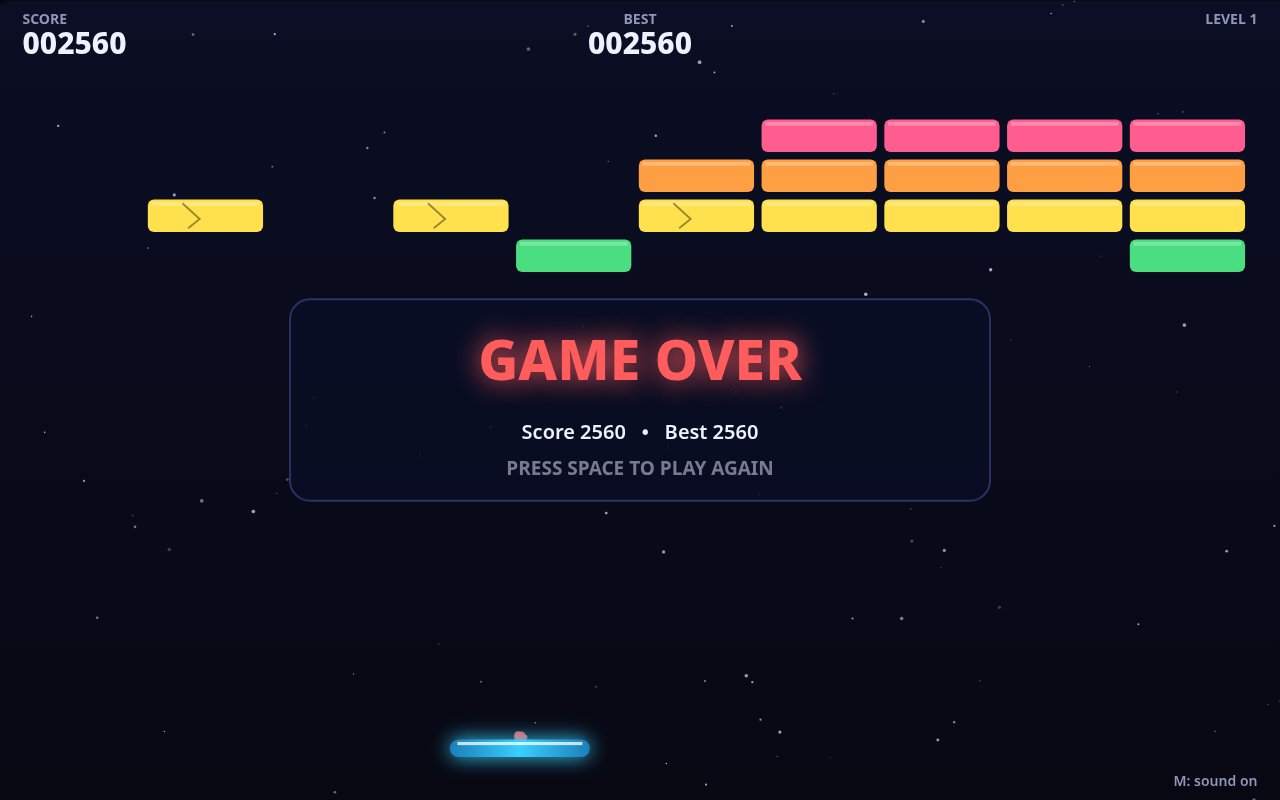 SCORE
002560
BEST
002560
LEVEL 1
GAME OVER
Score 2560 • Best 2560
PRESS SPACE TO PLAY AGAIN
M: sound on